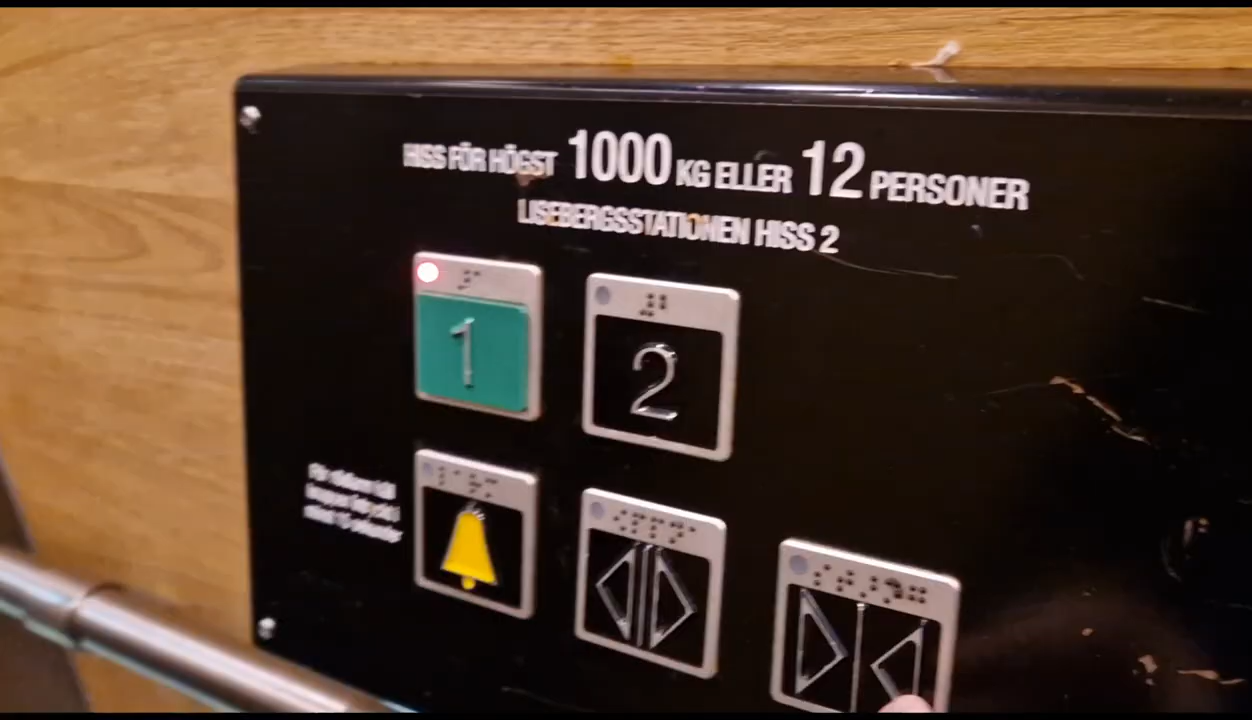 HISS FÖR HÖGST 1000 KG ELLER 12 PERSONER
LISEBERGSSTATIONEN HISS 2
1
2